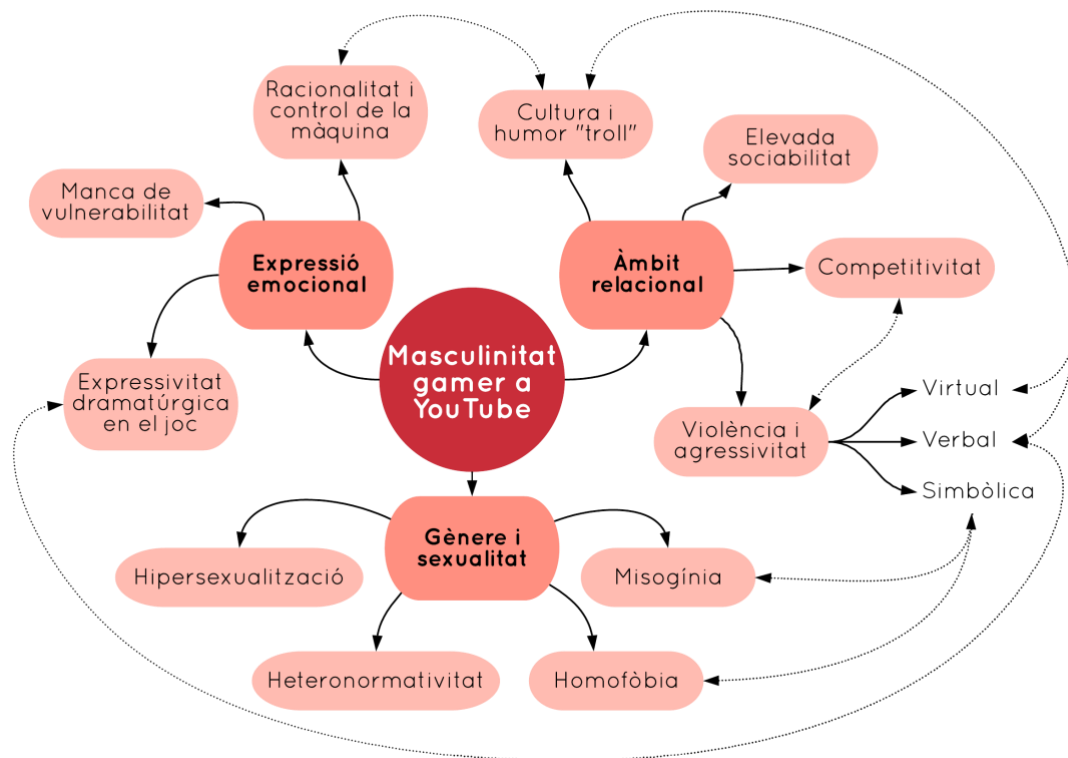 Racionalitat i
control de la
màquina
Cultura i
humor "troll"
Elevada
sociabilitat
Manca de
vulnerabilitat
Expressió
emocional
Àmbit
relacional
Competitivitat
Masculinitat
gamer a
YouTube
Expressivitat
dramatúrgica
en el joc
Violència i
agressivitat
Virtual
Verbal
Simbòlica
Gènere i
sexualitat
Hipersexualització
Misogínia
Heteronormativitat
Homofòbia